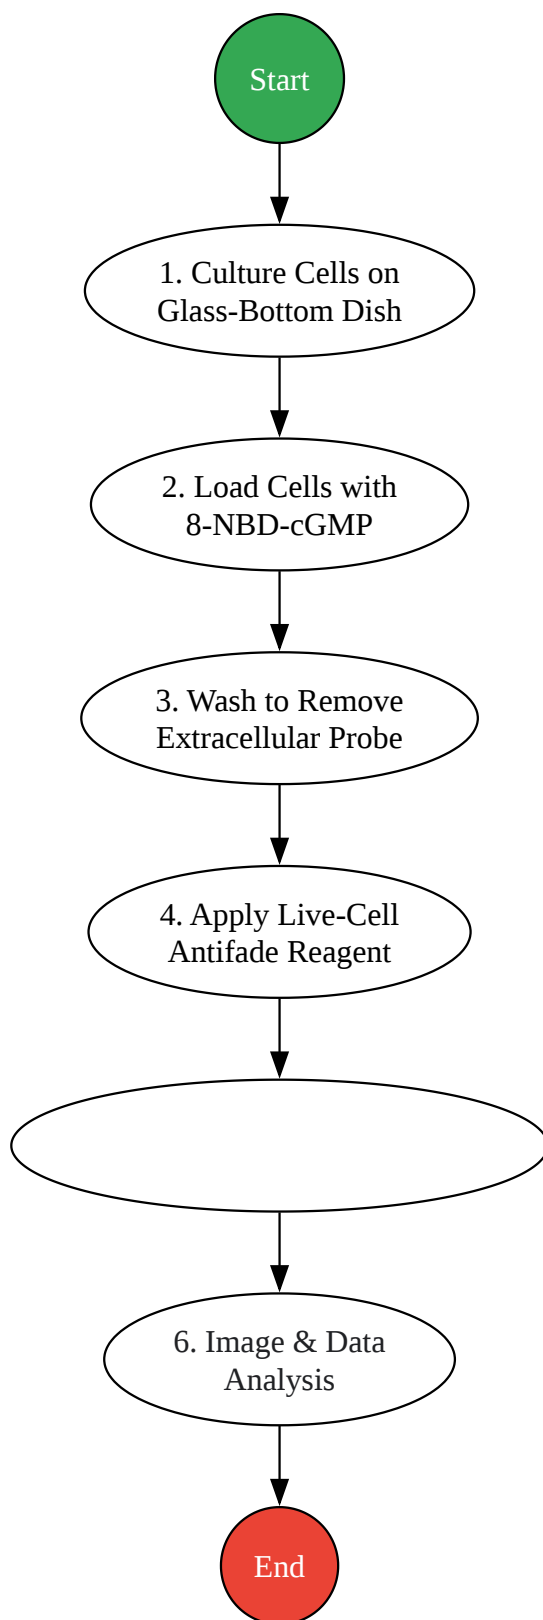 Start
1. Culture Cells on
Glass-Bottom Dish
2. Load Cells with
8-NBD-cGMP
3. Wash to Remove
Extracellular Probe
4. Apply Live-Cell
Antifade Reagent
6. Image & Data
Analysis
End